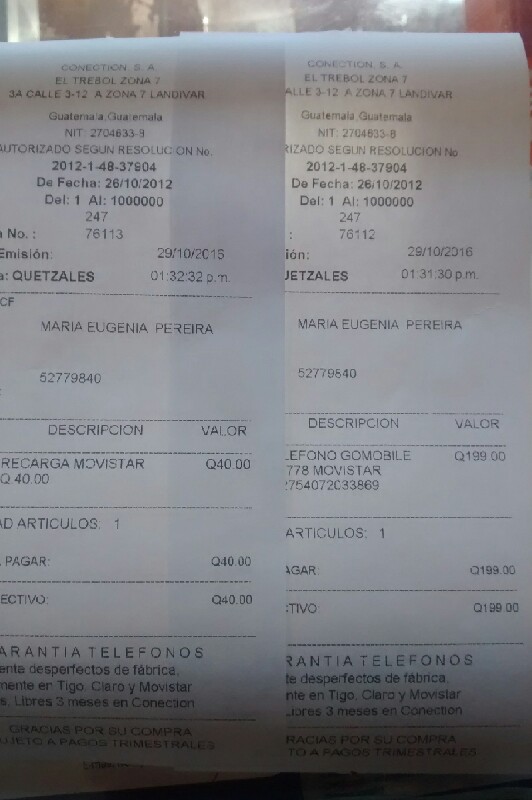 CONECTION, S. A.
EL TREBOL ZONA 7
3A CALLE 3-12 A ZONA 7 LANDIVAR
Guatemala, Guatemala
NIT: 2704633-8
AUTORIZADO SEGUN RESOLUCION No.
2012-1-48-37904
De Fecha: 26/10/2012
Del: 1 Al: 1000000
247
No. : 76113
Emisión: 29/10/2016
: QUETZALES 01:32:32 p.m.
CF
MARIA EUGENIA PEREIRA
52779840
DESCRIPCION VALOR
RECARGA MOVISTAR Q40.00
Q.40.00
AD ARTICULOS: 1
PAGAR: Q40.00
ECTIVO: Q40.00
ARANTIA TELEFONOS
enta desperfectos de fábrica,
mente en Tigo, Claro y Movistar
s. Libres 3 meses en Conection
GRACIAS POR SU COMPRA
UJETO A PAGOS TRIMESTRALES
CONECTION, S. A.
EL TREBOL ZONA 7
ALLE 3-12 A ZONA 7 LANDIVAR
Guatemala, Guatemala
NIT: 2704633-8
RIZADO SEGUN RESOLUCION No
2012-1-48-37904
De Fecha: 26/10/2012
Del: 1 Al: 1000000
247
: 76112
ión: 29/10/2016
UETZALES 01:31:30 p.m.
MARIA EUGENIA PEREIRA
52779840
DESCRIPCION VALOR
LEFONO GOMOBILE Q199.00
778 MOVISTAR
2754072033869
ARTICULOS: 1
AGAR: Q199.00
TIVO: Q199.00
RANTIA TELEFONOS
te desperfectos de fábrica,
nte en Tigo, Claro y Movistar
Libres 3 meses en Conection
RACIAS POR SU COMPRA
TO A PAGOS TRIMESTRALES